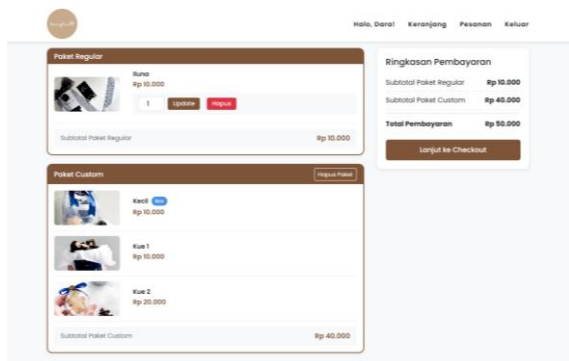 Halo, Dara! Keranjang Pesanan Keluar
Paket Regular
Iluna
Rp 10.000
1 Update Hapus
Subtotal Paket Regular Rp 10.000
Paket Custom Hapus Paket
Kecil
Rp 10.000
Kue 1
Rp 10.000
Kue 2
Rp 20.000
Subtotal Paket Custom Rp 40.000
Ringkasan Pembayaran
Subtotal Paket Regular Rp 10.000
Subtotal Paket Custom Rp 40.000
Total Pembayaran Rp 50.000
Lanjut ke Checkout